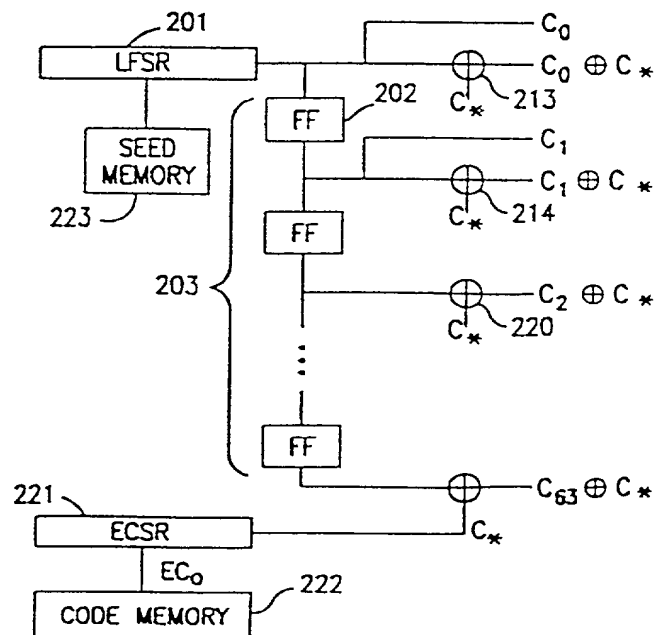 201
C0
LFSR
C0 ⊕ C*
202
C* 213
FF
C1
SEED MEMORY
C1 ⊕ C*
223
C* 214
FF
203
C2 ⊕ C*
C* 220
FF
221
C63 ⊕ C*
ECSR
C*
EC0
222
CODE MEMORY